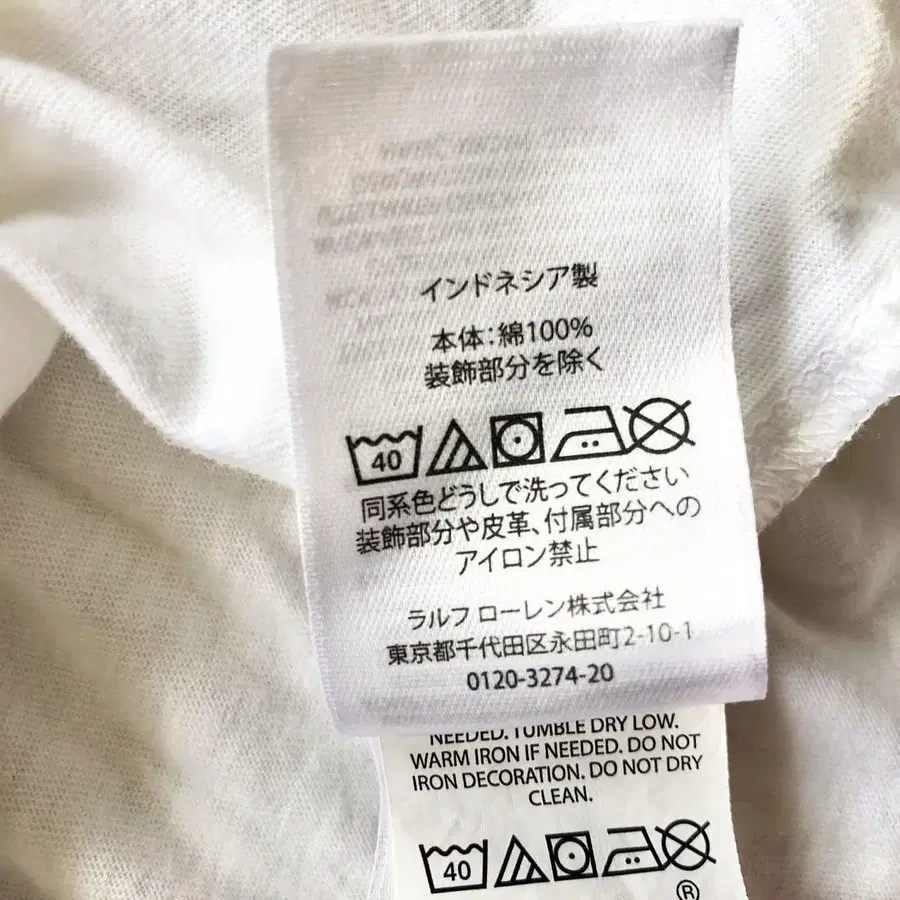 インドネシア製
本体：綿100%
装飾部分を除く
40
同系色どうしで洗ってください
装飾部分や皮革、付属部分への
アイロン禁止
ラルフ ローレン株式会社
東京都千代田区永田町2-10-1
0120-3274-20
NEEDED. TUMBLE DRY LOW.
WARM IRON IF NEEDED. DO NOT
IRON DECORATION. DO NOT DRY
CLEAN.
40
®